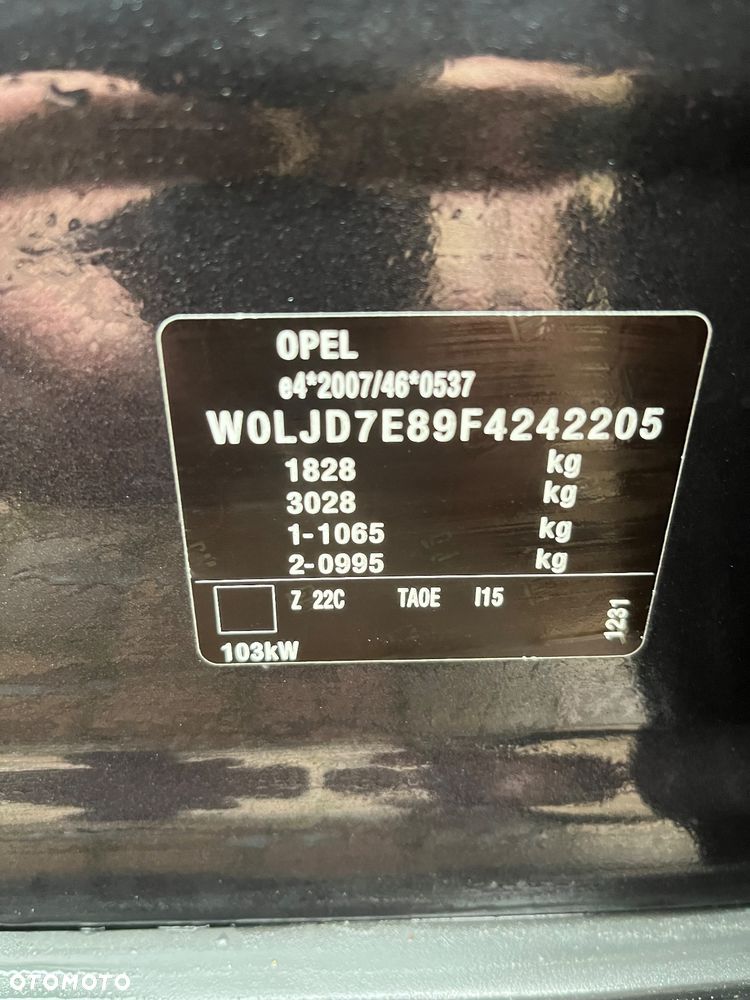 OPEL
e4*2007/46*0537
W0LJD7E89F4242205
1828 kg
3028 kg
1-1065 kg
2-0995 kg
Z 22C TA0E I15
1231
103kW
OTOMOTO